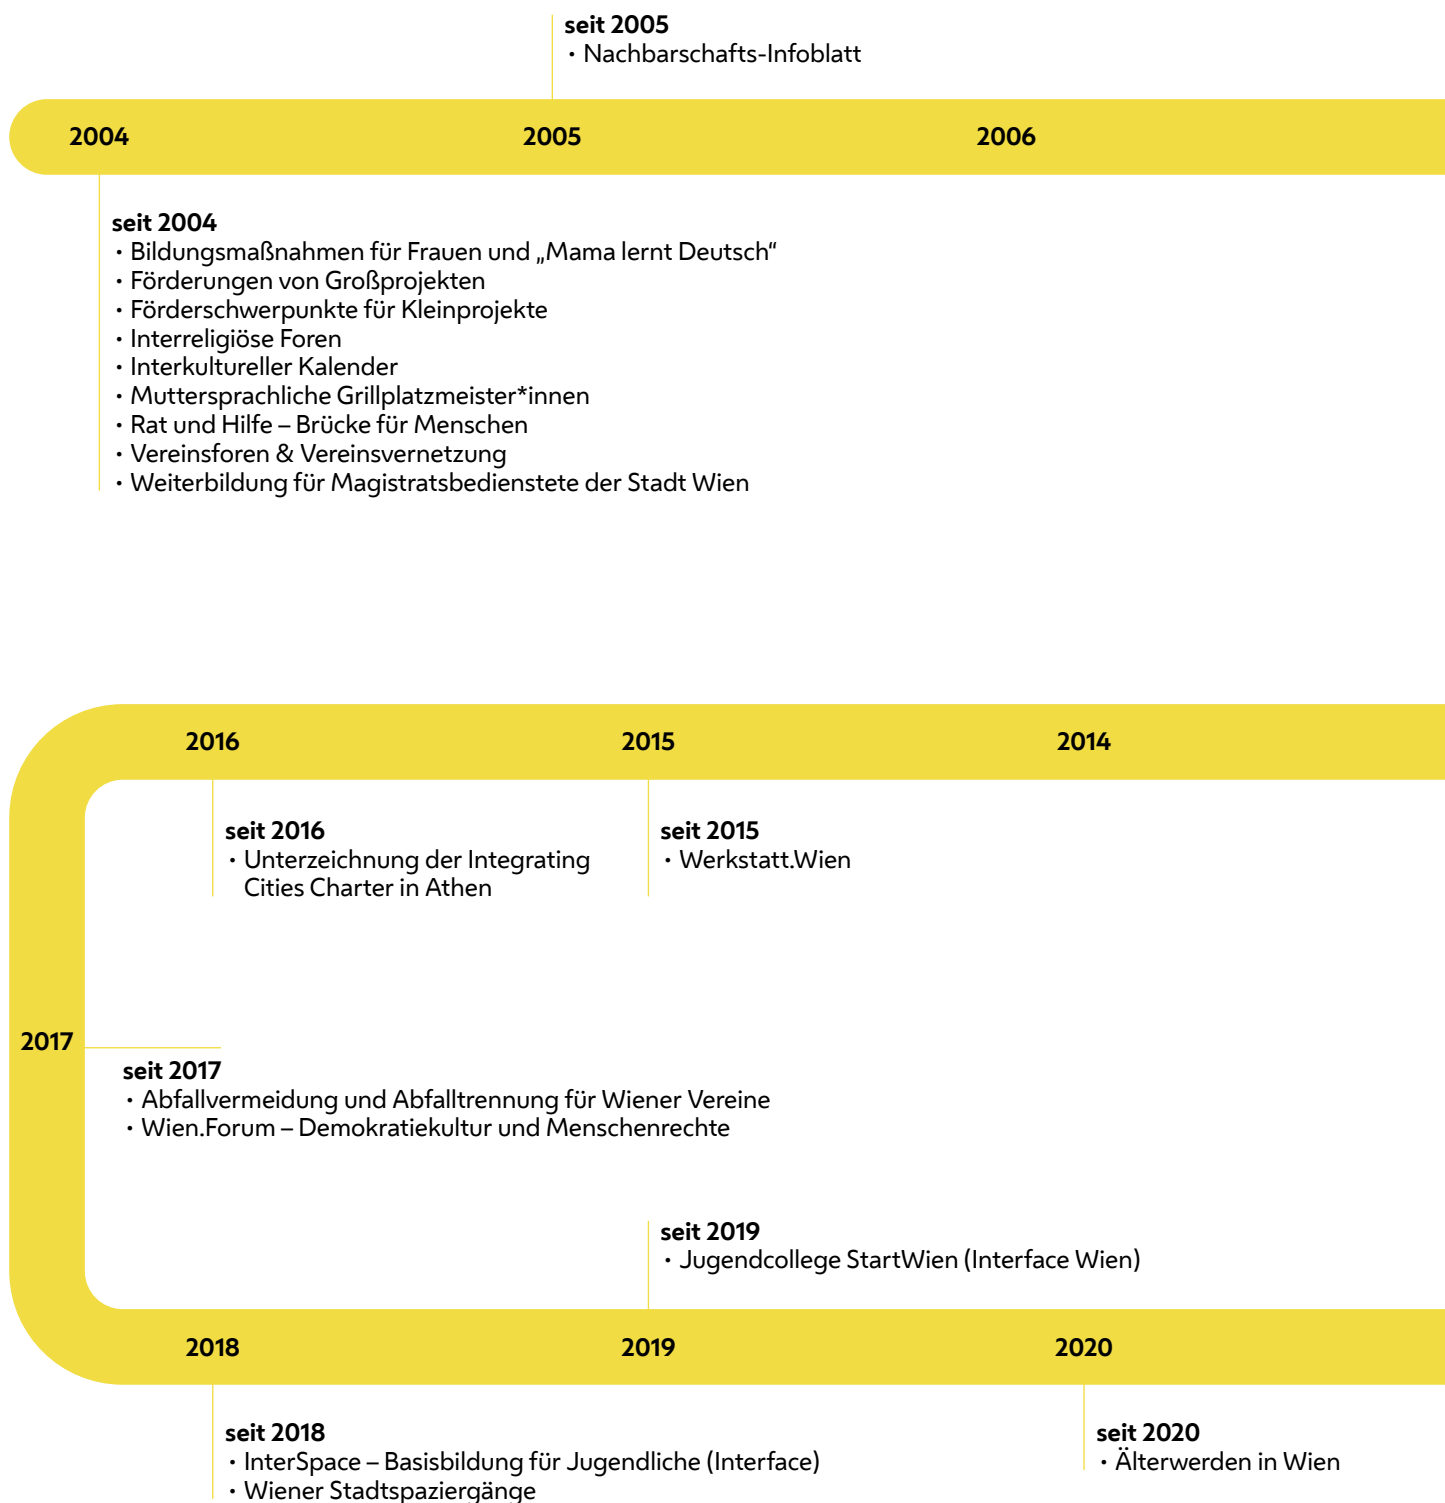 seit 2005
· Nachbarschafts-Infoblatt
2004 2005 2006
seit 2004
· Bildungsmaßnahmen für Frauen und „Mama lernt Deutsch“
· Förderungen von Großprojekten
· Förderschwerpunkte für Kleinprojekte
· Interreligiöse Foren
· Interkultureller Kalender
· Muttersprachliche Grillplatzmeister*innen
· Rat und Hilfe – Brücke für Menschen
· Vereinsforen & Vereinsvernetzung
· Weiterbildung für Magistratsbedienstete der Stadt Wien
2016 2015 2014
seit 2016
· Unterzeichnung der Integrating
Cities Charter in Athen
seit 2015
· Werkstatt.Wien
2017
seit 2017
· Abfallvermeidung und Abfalltrennung für Wiener Vereine
· Wien.Forum – Demokratiekultur und Menschenrechte
seit 2019
· Jugendcollege StartWien (Interface Wien)
2018 2019 2020
seit 2018
· InterSpace – Basisbildung für Jugendliche (Interface)
· Wiener Stadtspaziergänge
seit 2020
· Älterwerden in Wien